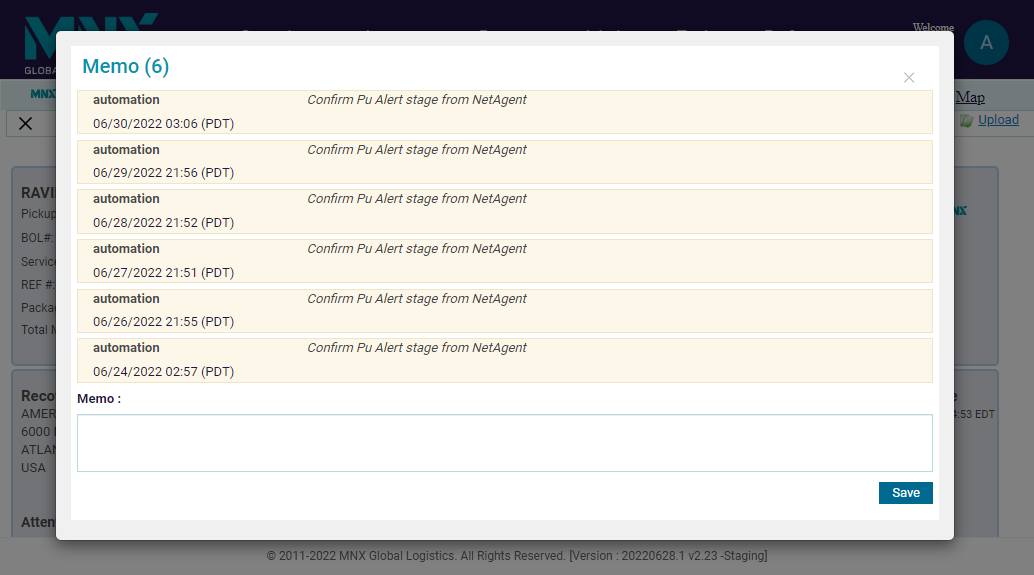 MNX
GLOBA
Welcome
A
MNX
Map
Upload
Memo (6)
automation Confirm Pu Alert stage from NetAgent
06/30/2022 03:06 (PDT)
automation Confirm Pu Alert stage from NetAgent
06/29/2022 21:56 (PDT)
automation Confirm Pu Alert stage from NetAgent
06/28/2022 21:52 (PDT)
automation Confirm Pu Alert stage from NetAgent
06/27/2022 21:51 (PDT)
automation Confirm Pu Alert stage from NetAgent
06/26/2022 21:55 (PDT)
automation Confirm Pu Alert stage from NetAgent
06/24/2022 02:57 (PDT)
Memo :
Save
RAVI
Pickup
BOL#:
Servic
REF #:
Packa
Total M
NX
Reco
AMER
6000
ATLAN
USA
Atten
e
4:53 EDT
© 2011-2022 MNX Global Logistics. All Rights Reserved. [Version : 20220628.1 v2.23 -Staging]